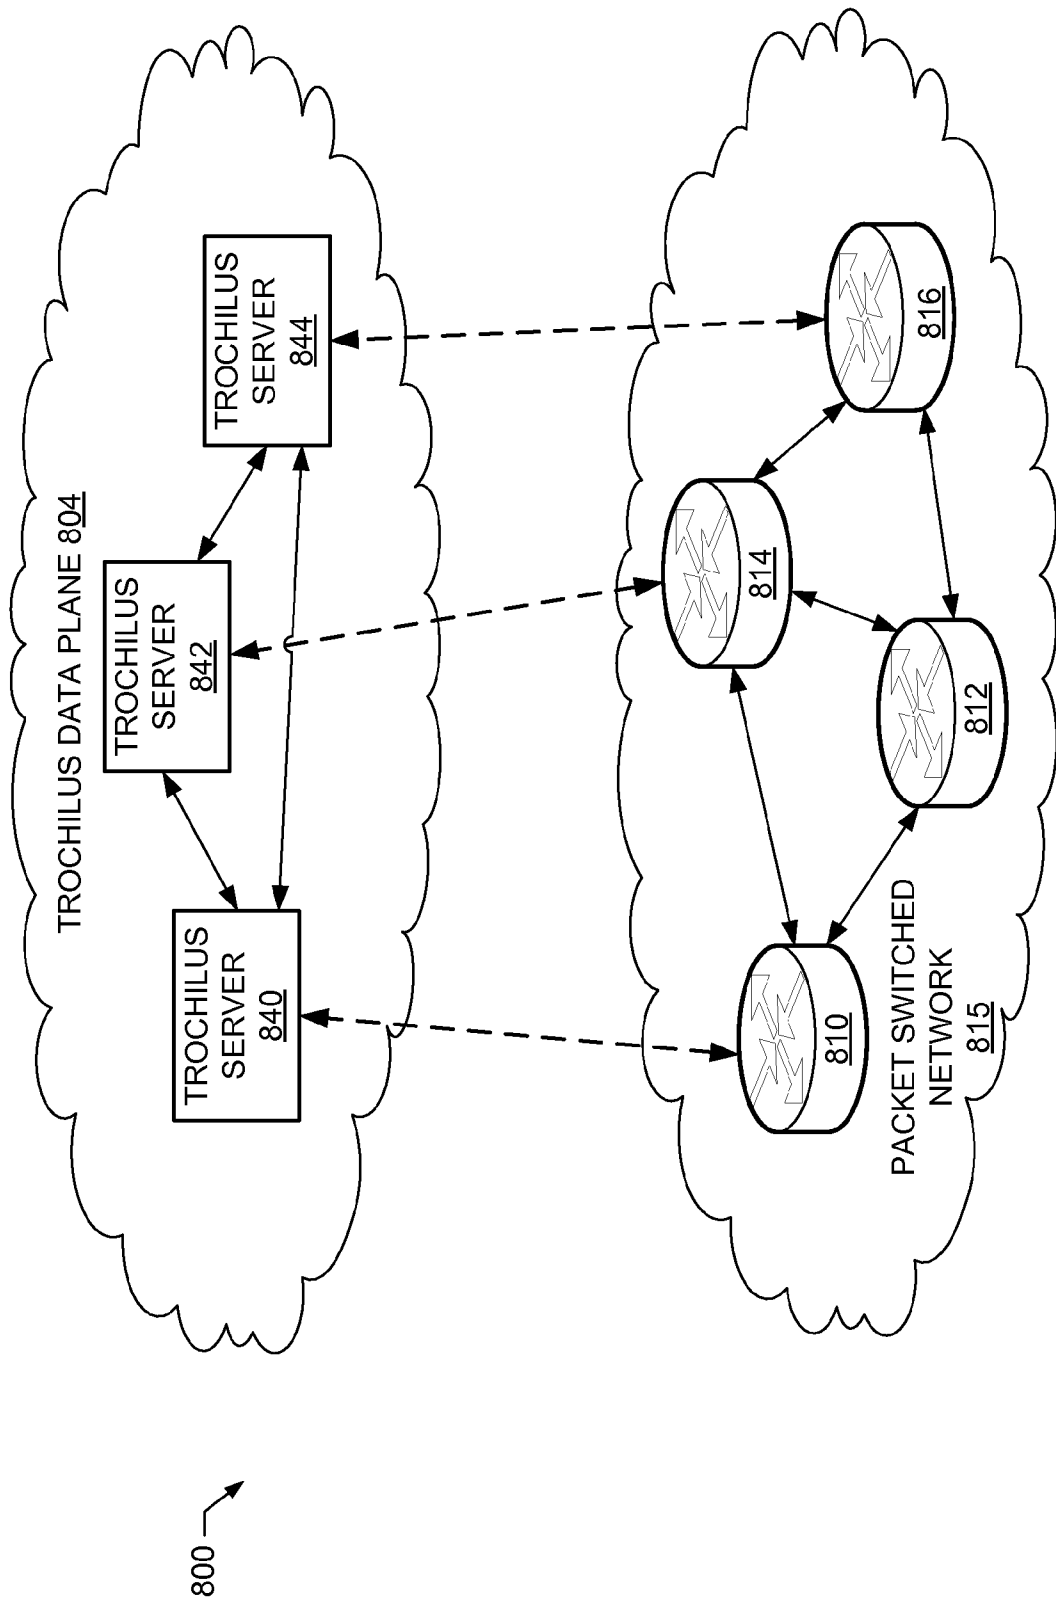 TROCHILUS DATA PLANE 804
TROCHILUS
SERVER
840
TROCHILUS
SERVER
842
TROCHILUS
SERVER
844
810
812
814
816
PACKET SWITCHED
NETWORK
815
800